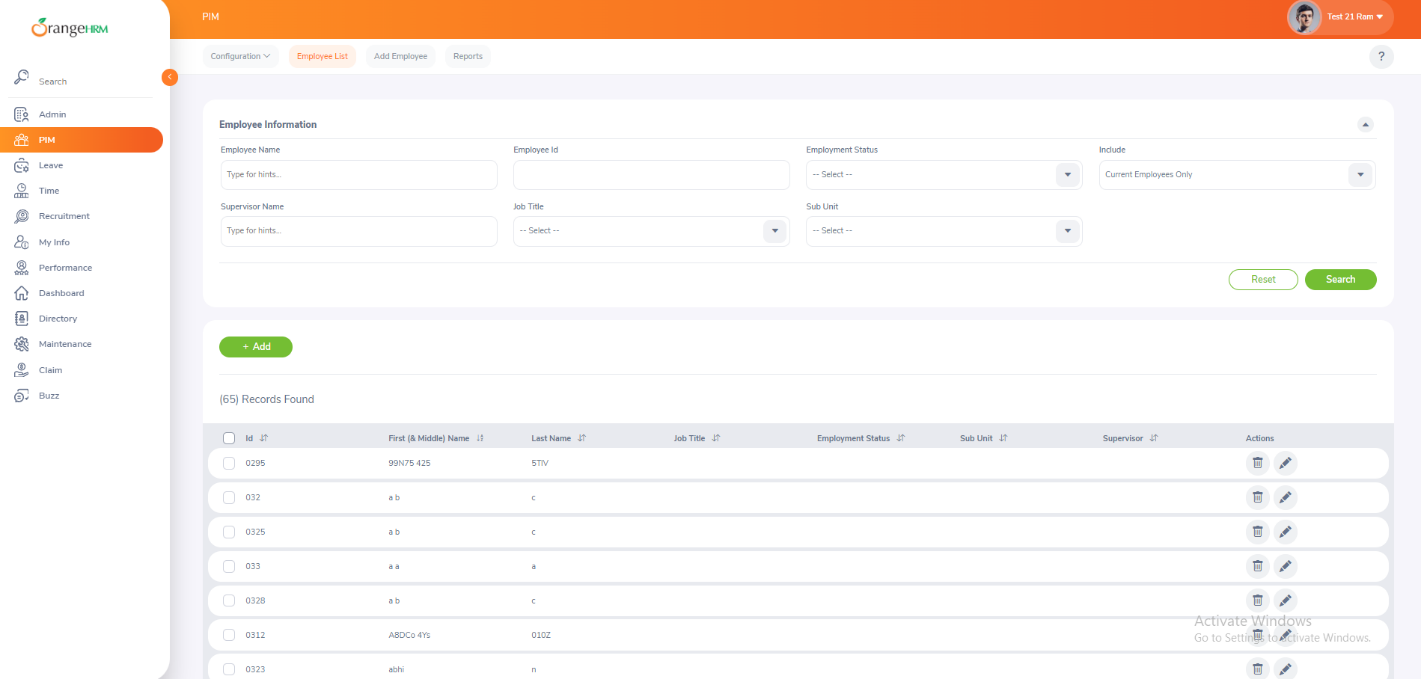 OrangeHRM
Search
Admin
PIM
Leave
Time
Recruitment
My Info
Performance
Dashboard
Directory
Maintenance
Claim
Buzz
PIM
Test 21 Ram
Configuration
Employee List
Add Employee
Reports
?
Employee Information
Employee Name
Employee Id
Employment Status
Include
Type for hints...
-- Select --
Current Employees Only
Supervisor Name
Job Title
Sub Unit
Type for hints...
-- Select --
-- Select --
Reset
Search
+ Add
(65) Records Found
Id First (& Middle) Name Last Name Job Title Employment Status Sub Unit Supervisor Actions
0295 99N75 425 5TIV
032 a b c
0325 a b c
033 a a a
0328 a b c
0312 A8DCo 4Ys 010Z
0323 abhi n
Activate Windows
Go to Settings to activate Windows.